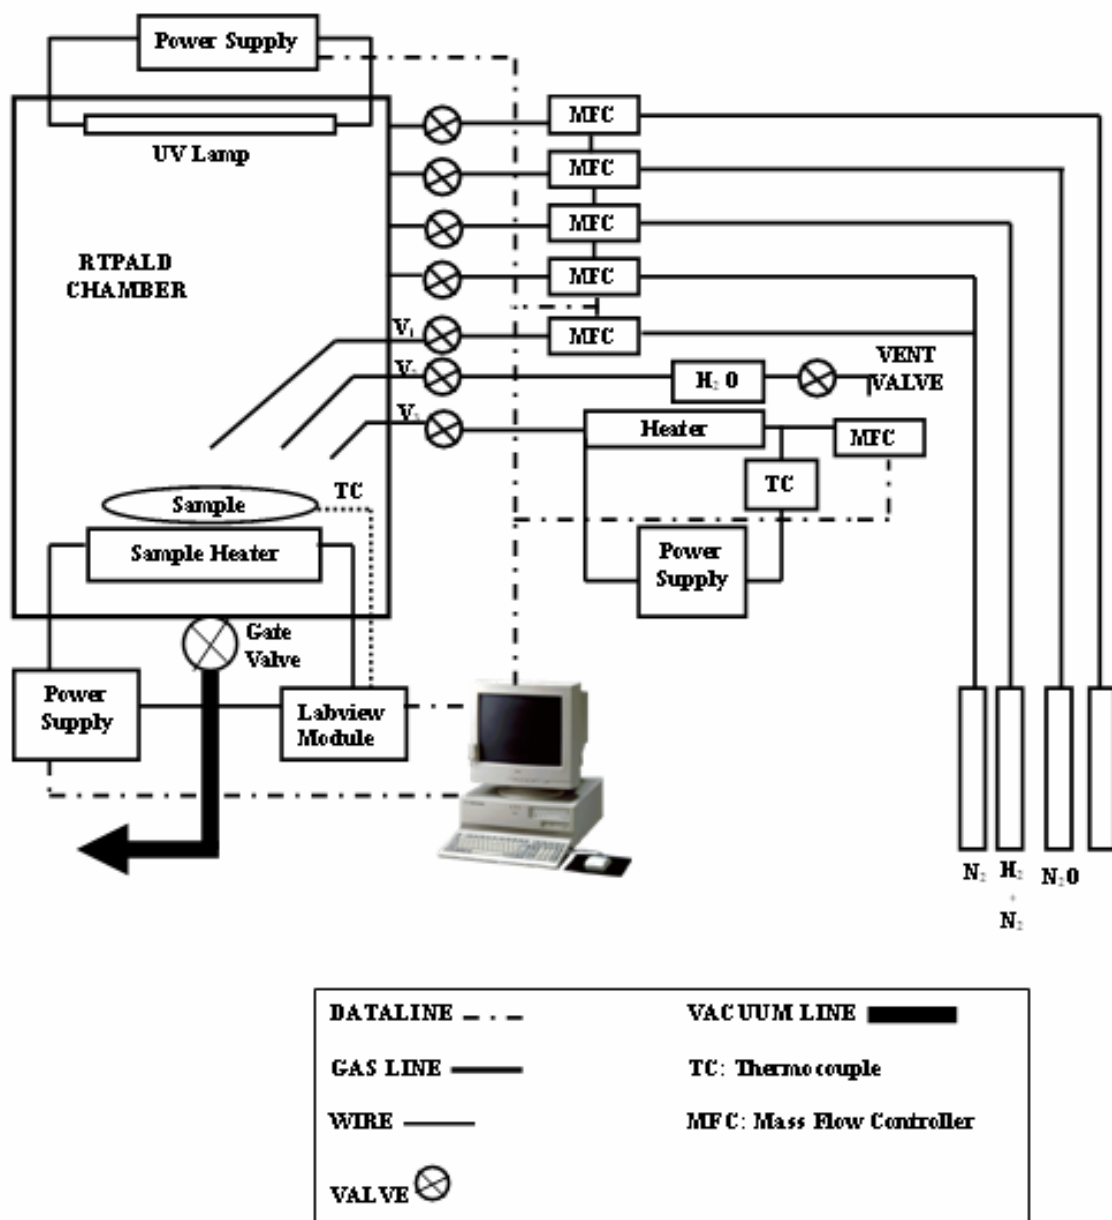 Power Supply
MFC
UV Lamp
MFC
MFC
RTPALD
CHAMBER
MFC
V₁
MFC
VENT
VALVE
V₂
H₂O
V₃
Heater
MFC
TC
TC
Sample
Sample Heater
Power
Supply
Gate
Valve
Power
Supply
Labview
Module
N₂
H₂
+
N₂
N₂O
DATALINE
VACUUM LINE
GAS LINE
TC: Thermocouple
WIRE
MFC: Mass Flow Controller
VALVE